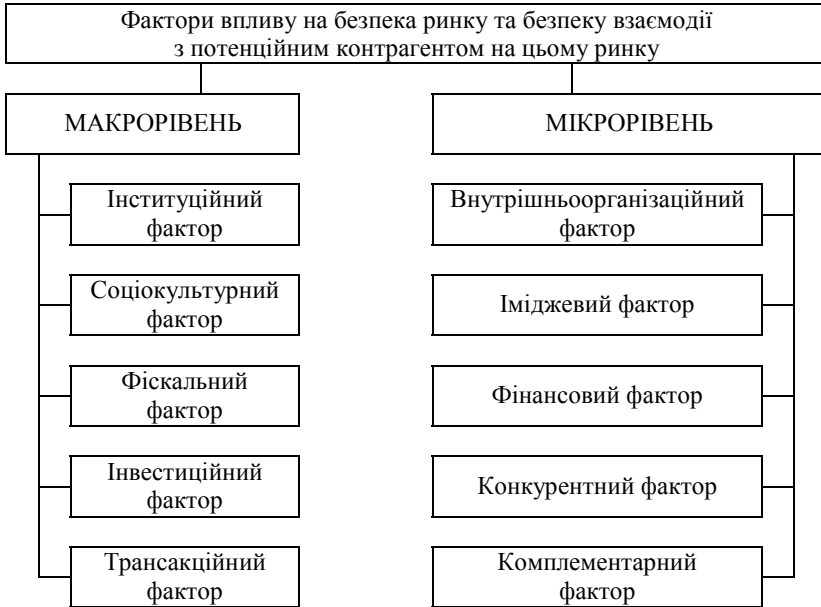 Фактори впливу на безпека ринку та безпеку взаємодії
з потенційним контрагентом на цьому ринку
МАКРОРІВЕНЬ
Інституційний
фактор
Соціокультурний
фактор
Фіскальний
фактор
Інвестиційний
фактор
Трансакційний
фактор
МІКРОРІВЕНЬ
Внутрішньоорганізаційний
фактор
Іміджевий фактор
Фінансовий фактор
Конкурентний фактор
Комплементарний
фактор